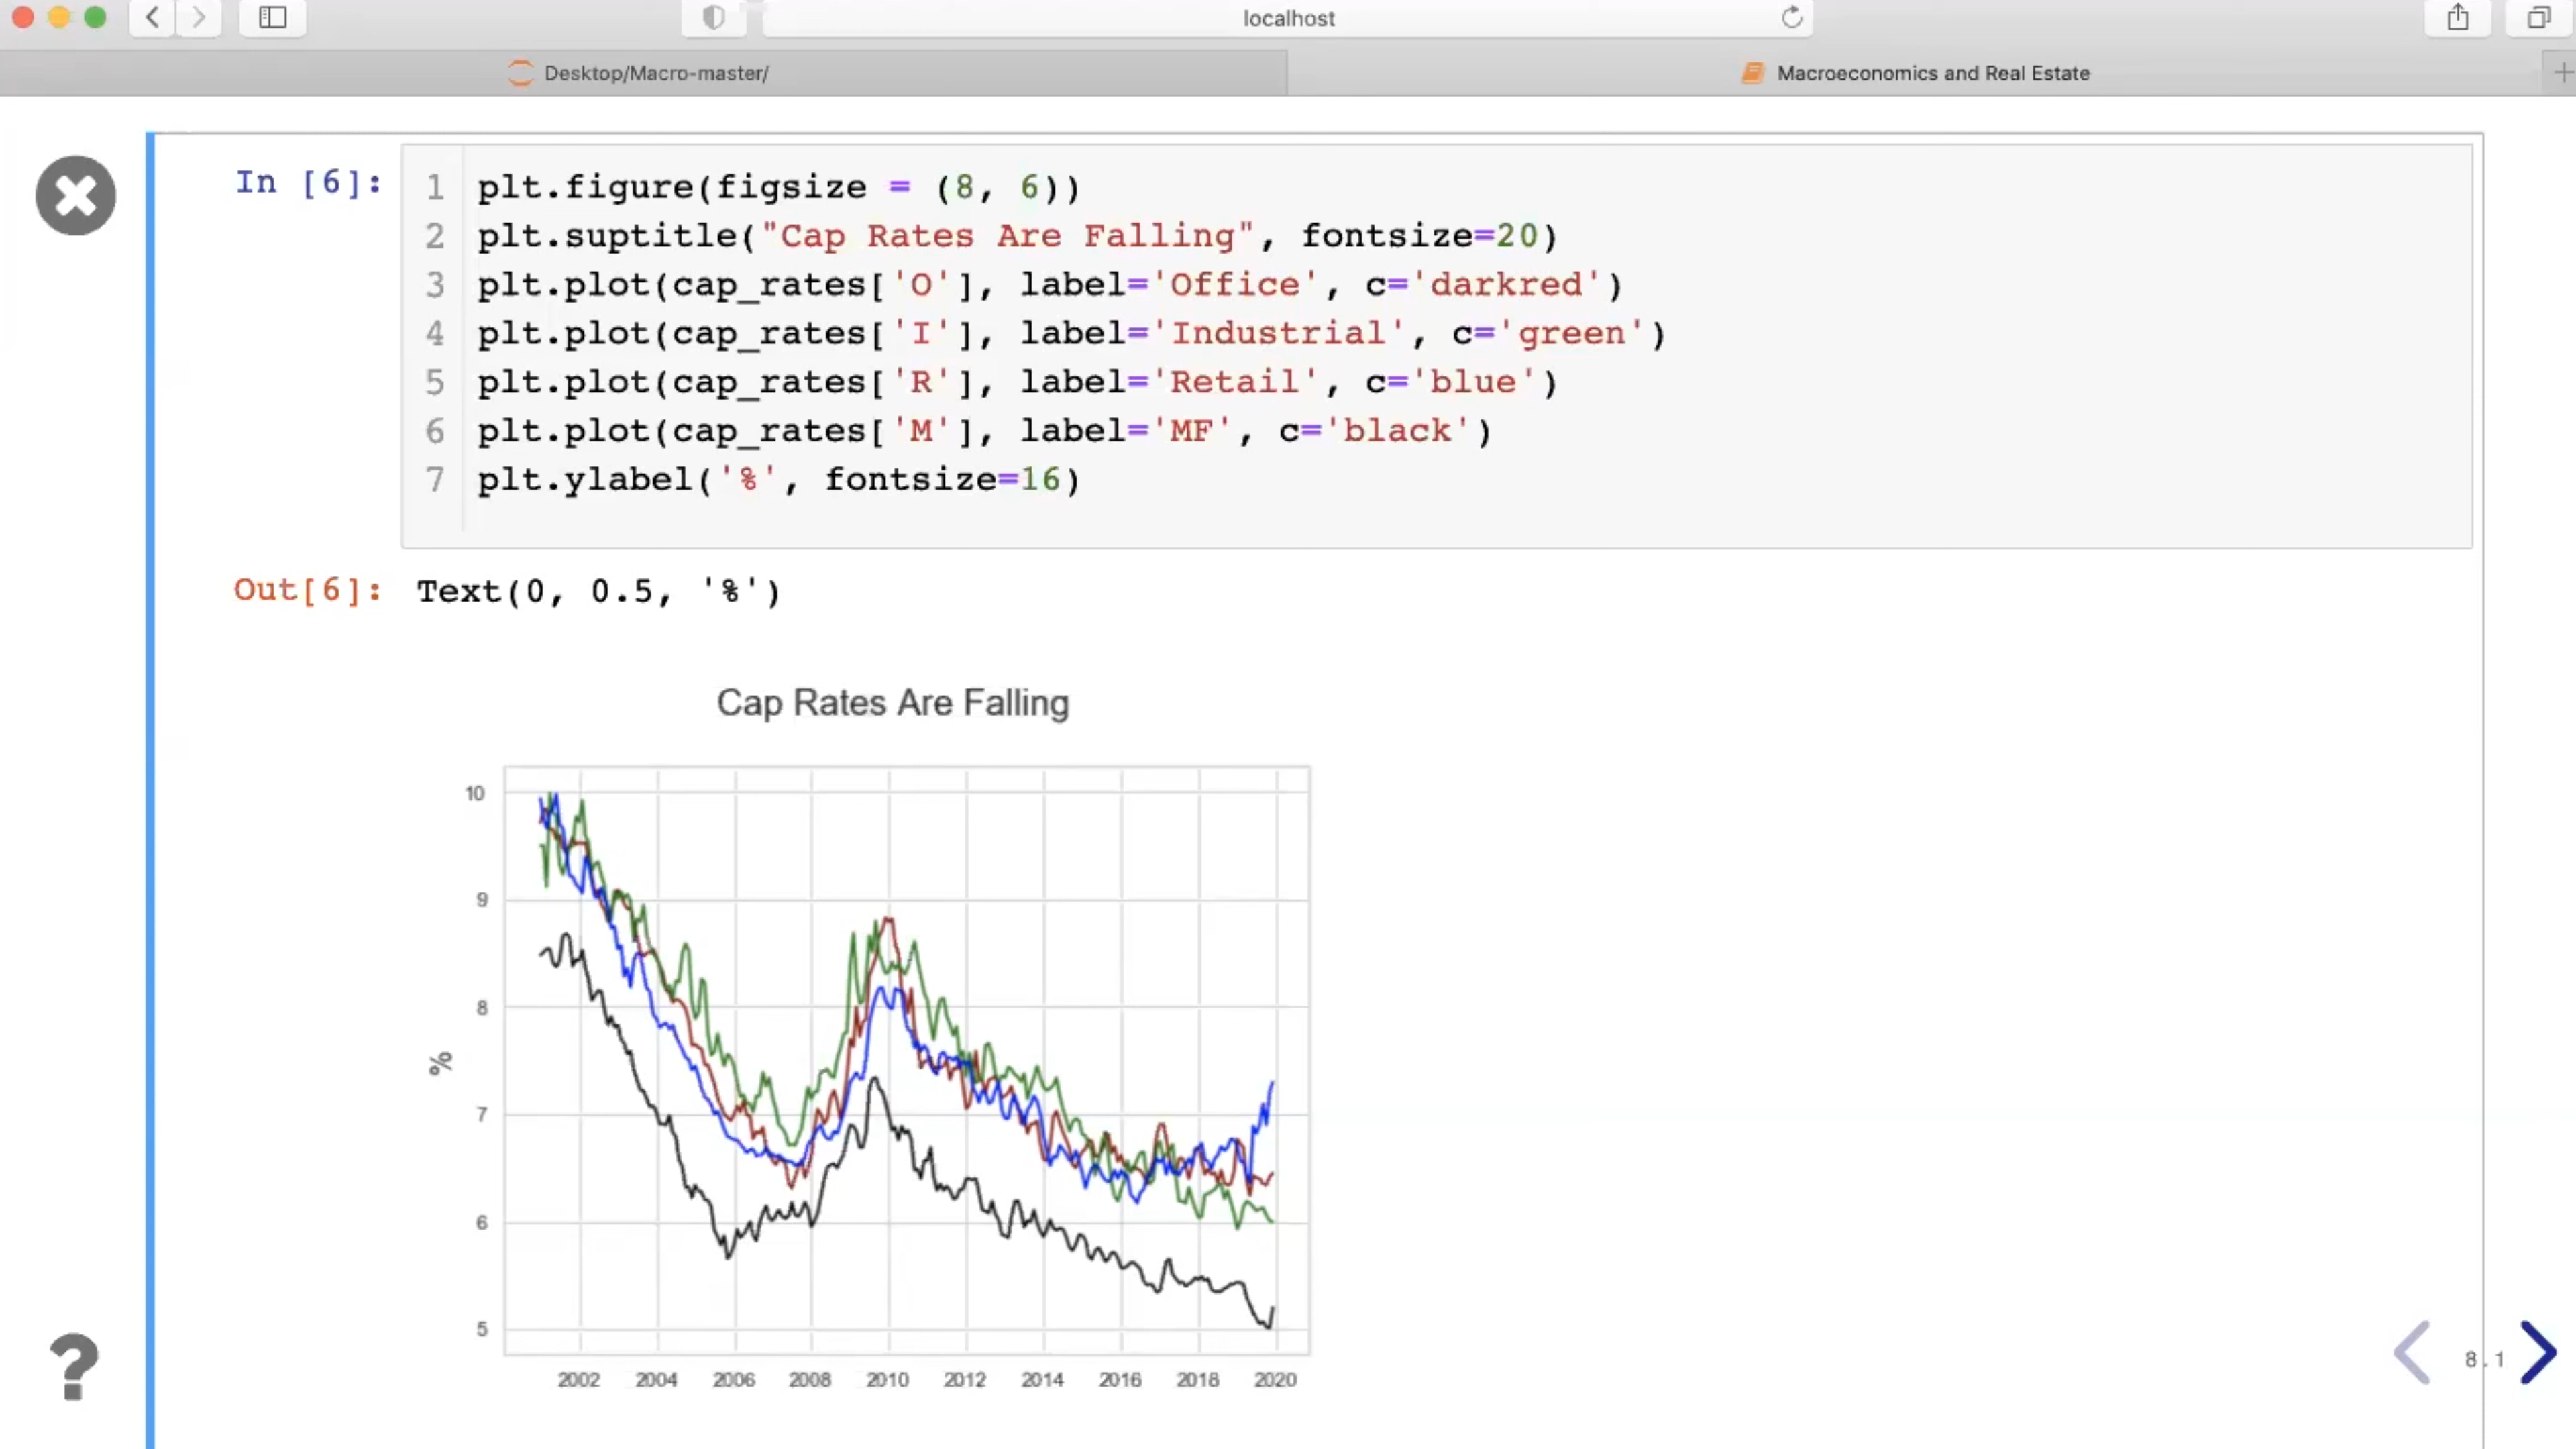 localhost
Desktop/Macro-master/
Macroeconomics and Real Estate
In [6]:
1 plt.figure(figsize = (8, 6))
2 plt.suptitle("Cap Rates Are Falling", fontsize=20)
3 plt.plot(cap_rates['O'], label='Office', c='darkred')
4 plt.plot(cap_rates['I'], label='Industrial', c='green')
5 plt.plot(cap_rates['R'], label='Retail', c='blue')
6 plt.plot(cap_rates['M'], label='MF', c='black')
7 plt.ylabel('%', fontsize=16)
Out[6]: Text(0, 0.5, '%')
Cap Rates Are Falling
10
9
8
%
7
6
5
2002 2004 2006 2008 2010 2012 2014 2016 2018 2020
8.1